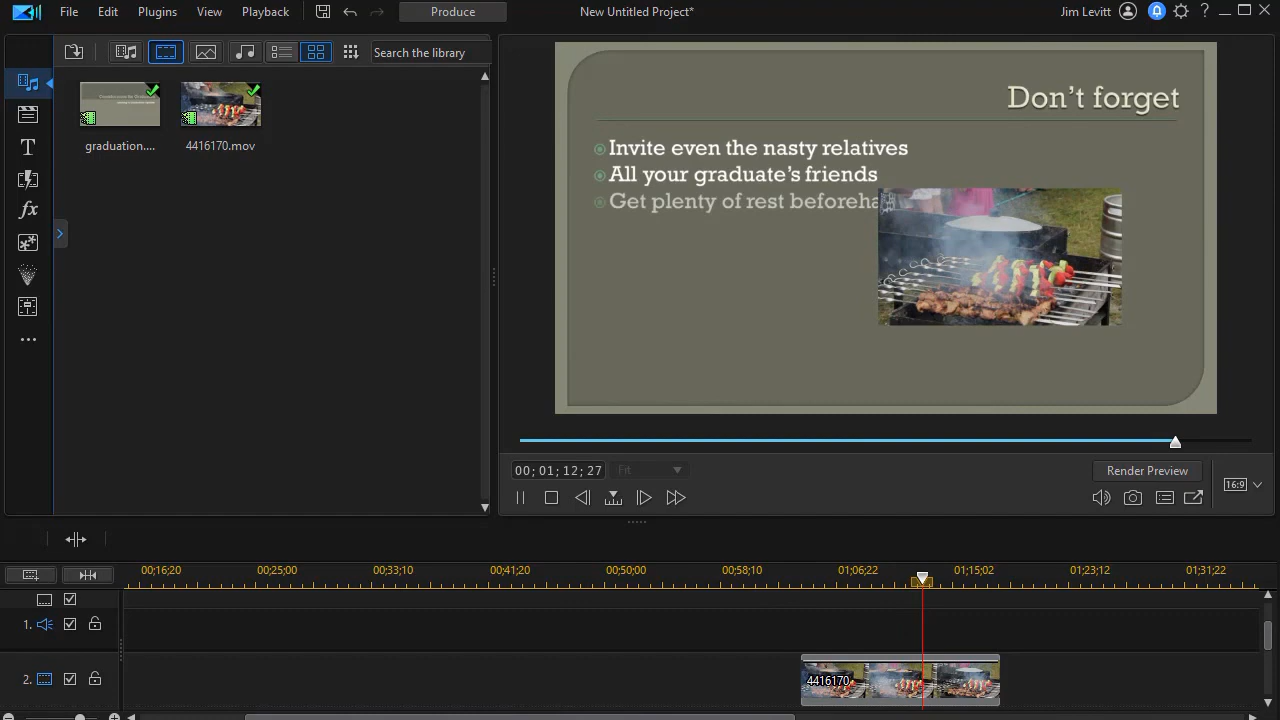 File Edit Plugins View Playback Produce New Untitled Project* Jim Levitt
Search the library
graduation.... 4416170.mov
Don't forget
Invite even the nasty relatives
All your graduate's friends
Get plenty of rest beforeha
00; 01; 12; 27 Fit Render Preview
16:9
00;16;20 00;25;00 00;33;10 00;41;20 00;50;00 00;58;10 01;06;22 01;15;02 01;23;12 01;31;22
1.
2.
4416170